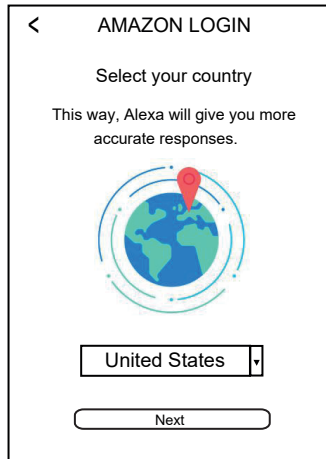 AMAZON LOGIN
Select your country
This way, Alexa will give you more
accurate responses.
United States
Next